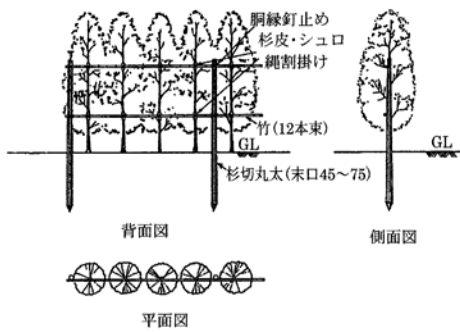 胴縁釘止め
杉皮・シュロ
縄割掛け
竹(12本束)
GL
GL
杉切丸太(末口45～75)
背面図
側面図
平面図